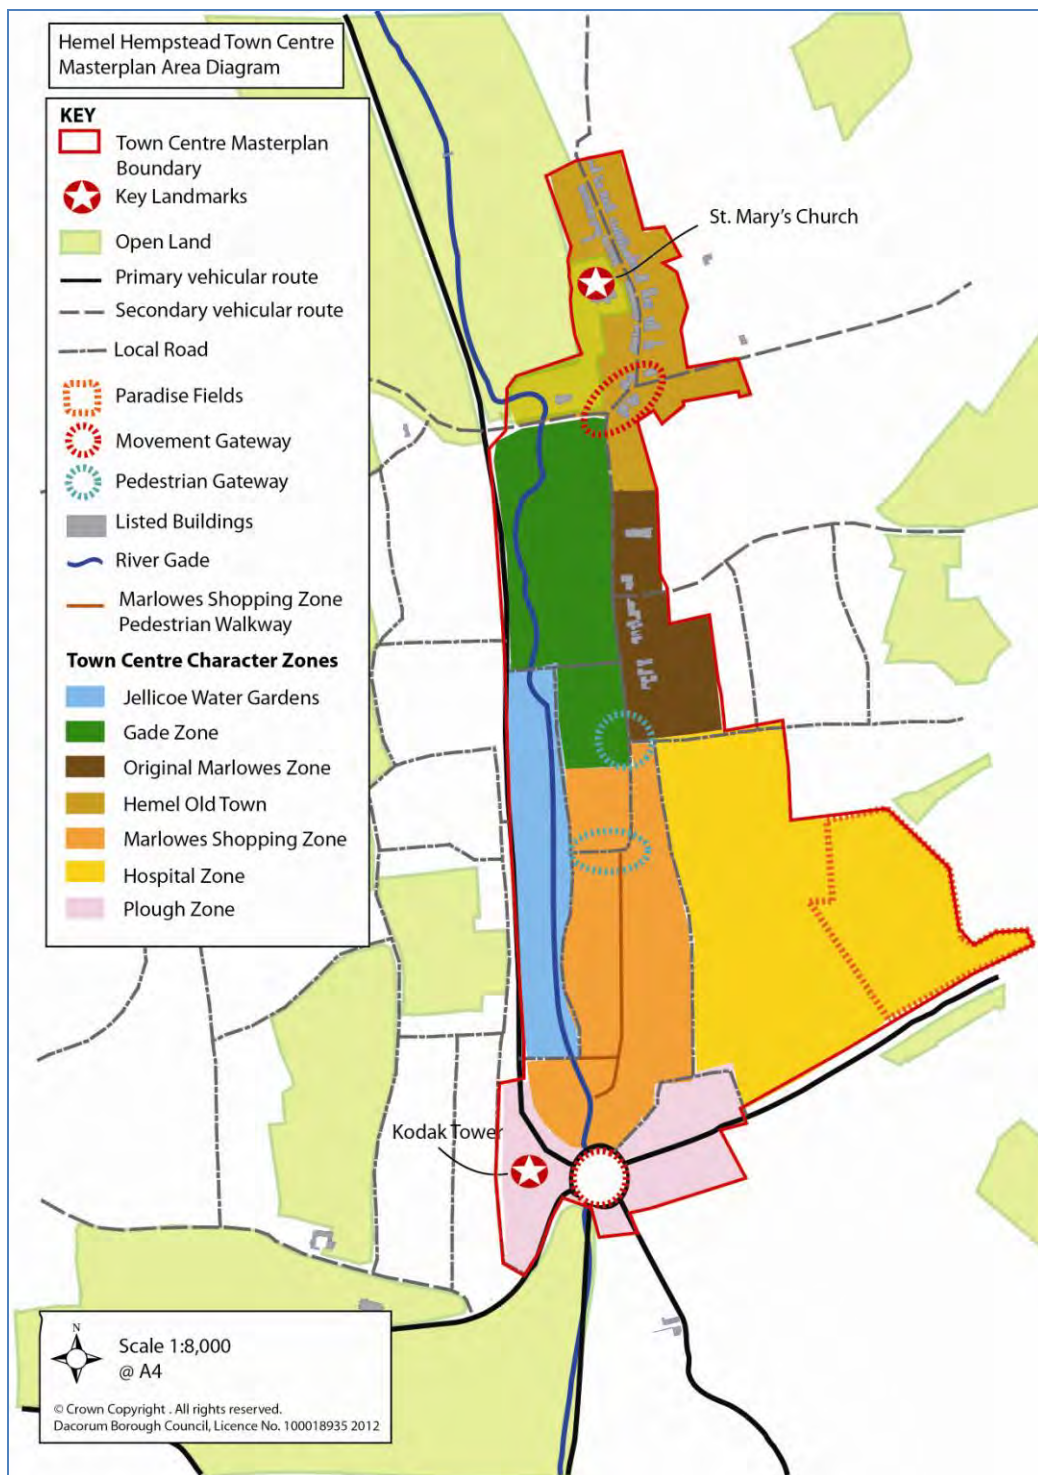 Hemel Hempstead Town Centre
Masterplan Area Diagram
KEY
Town Centre Masterplan
Boundary
Key Landmarks
Open Land
Primary vehicular route
Secondary vehicular route
Local Road
Paradise Fields
Movement Gateway
Pedestrian Gateway
Listed Buildings
River Gade
Marlowes Shopping Zone
Pedestrian Walkway
Town Centre Character Zones
Jellicoe Water Gardens
Gade Zone
Original Marlowes Zone
Hemel Old Town
Marlowes Shopping Zone
Hospital Zone
Plough Zone
St. Mary's Church
Kodak Tower
N
Scale 1:8,000
@ A4
© Crown Copyright . All rights reserved.
Dacorum Borough Council, Licence No. 100018935 2012